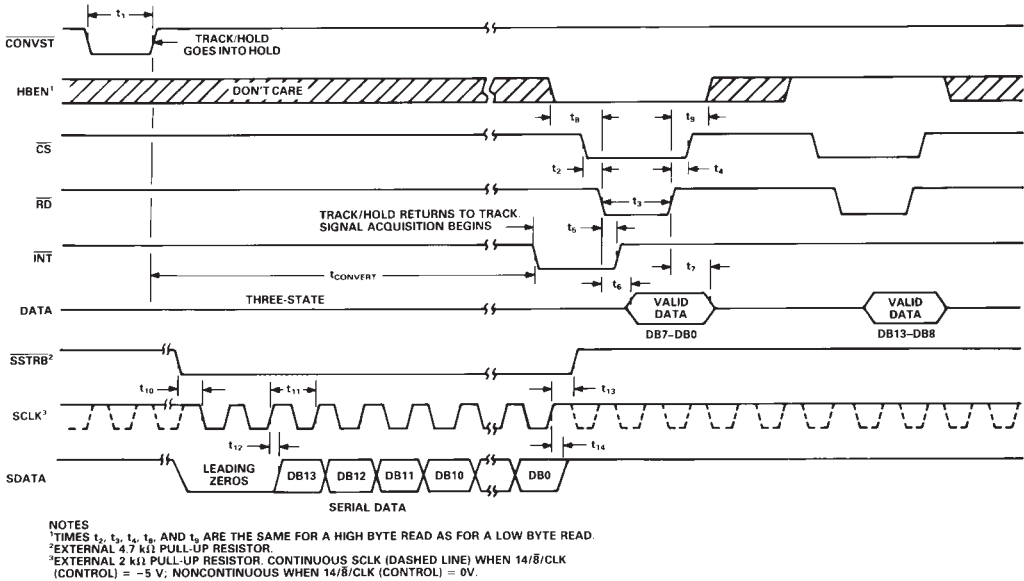 t1
CONVST
TRACK/HOLD
GOES INTO HOLD
HBEN¹
DON'T CARE
t8
t9
CS
t2
t4
RD
t3
TRACK/HOLD RETURNS TO TRACK.
SIGNAL ACQUISITION BEGINS
t5
INT
tCONVERT
t7
t6
THREE-STATE
DATA
VALID
DATA
VALID
DATA
DB7–DB0
DB13–DB8
SSTRB²
t10
t11
t13
SCLK³
t12
t14
SDATA
LEADING
ZEROS
DB13
DB12
DB11
DB10
DB0
SERIAL DATA
NOTES
¹TIMES t2, t3, t4, t8, AND t9 ARE THE SAME FOR A HIGH BYTE READ AS FOR A LOW BYTE READ.
²EXTERNAL 4.7 kΩ PULL-UP RESISTOR.
³EXTERNAL 2 kΩ PULL-UP RESISTOR. CONTINUOUS SCLK (DASHED LINE) WHEN 14/8̅/CLK
(CONTROL) = −5 V; NONCONTINUOUS WHEN 14/8̅/CLK (CONTROL) = 0V.